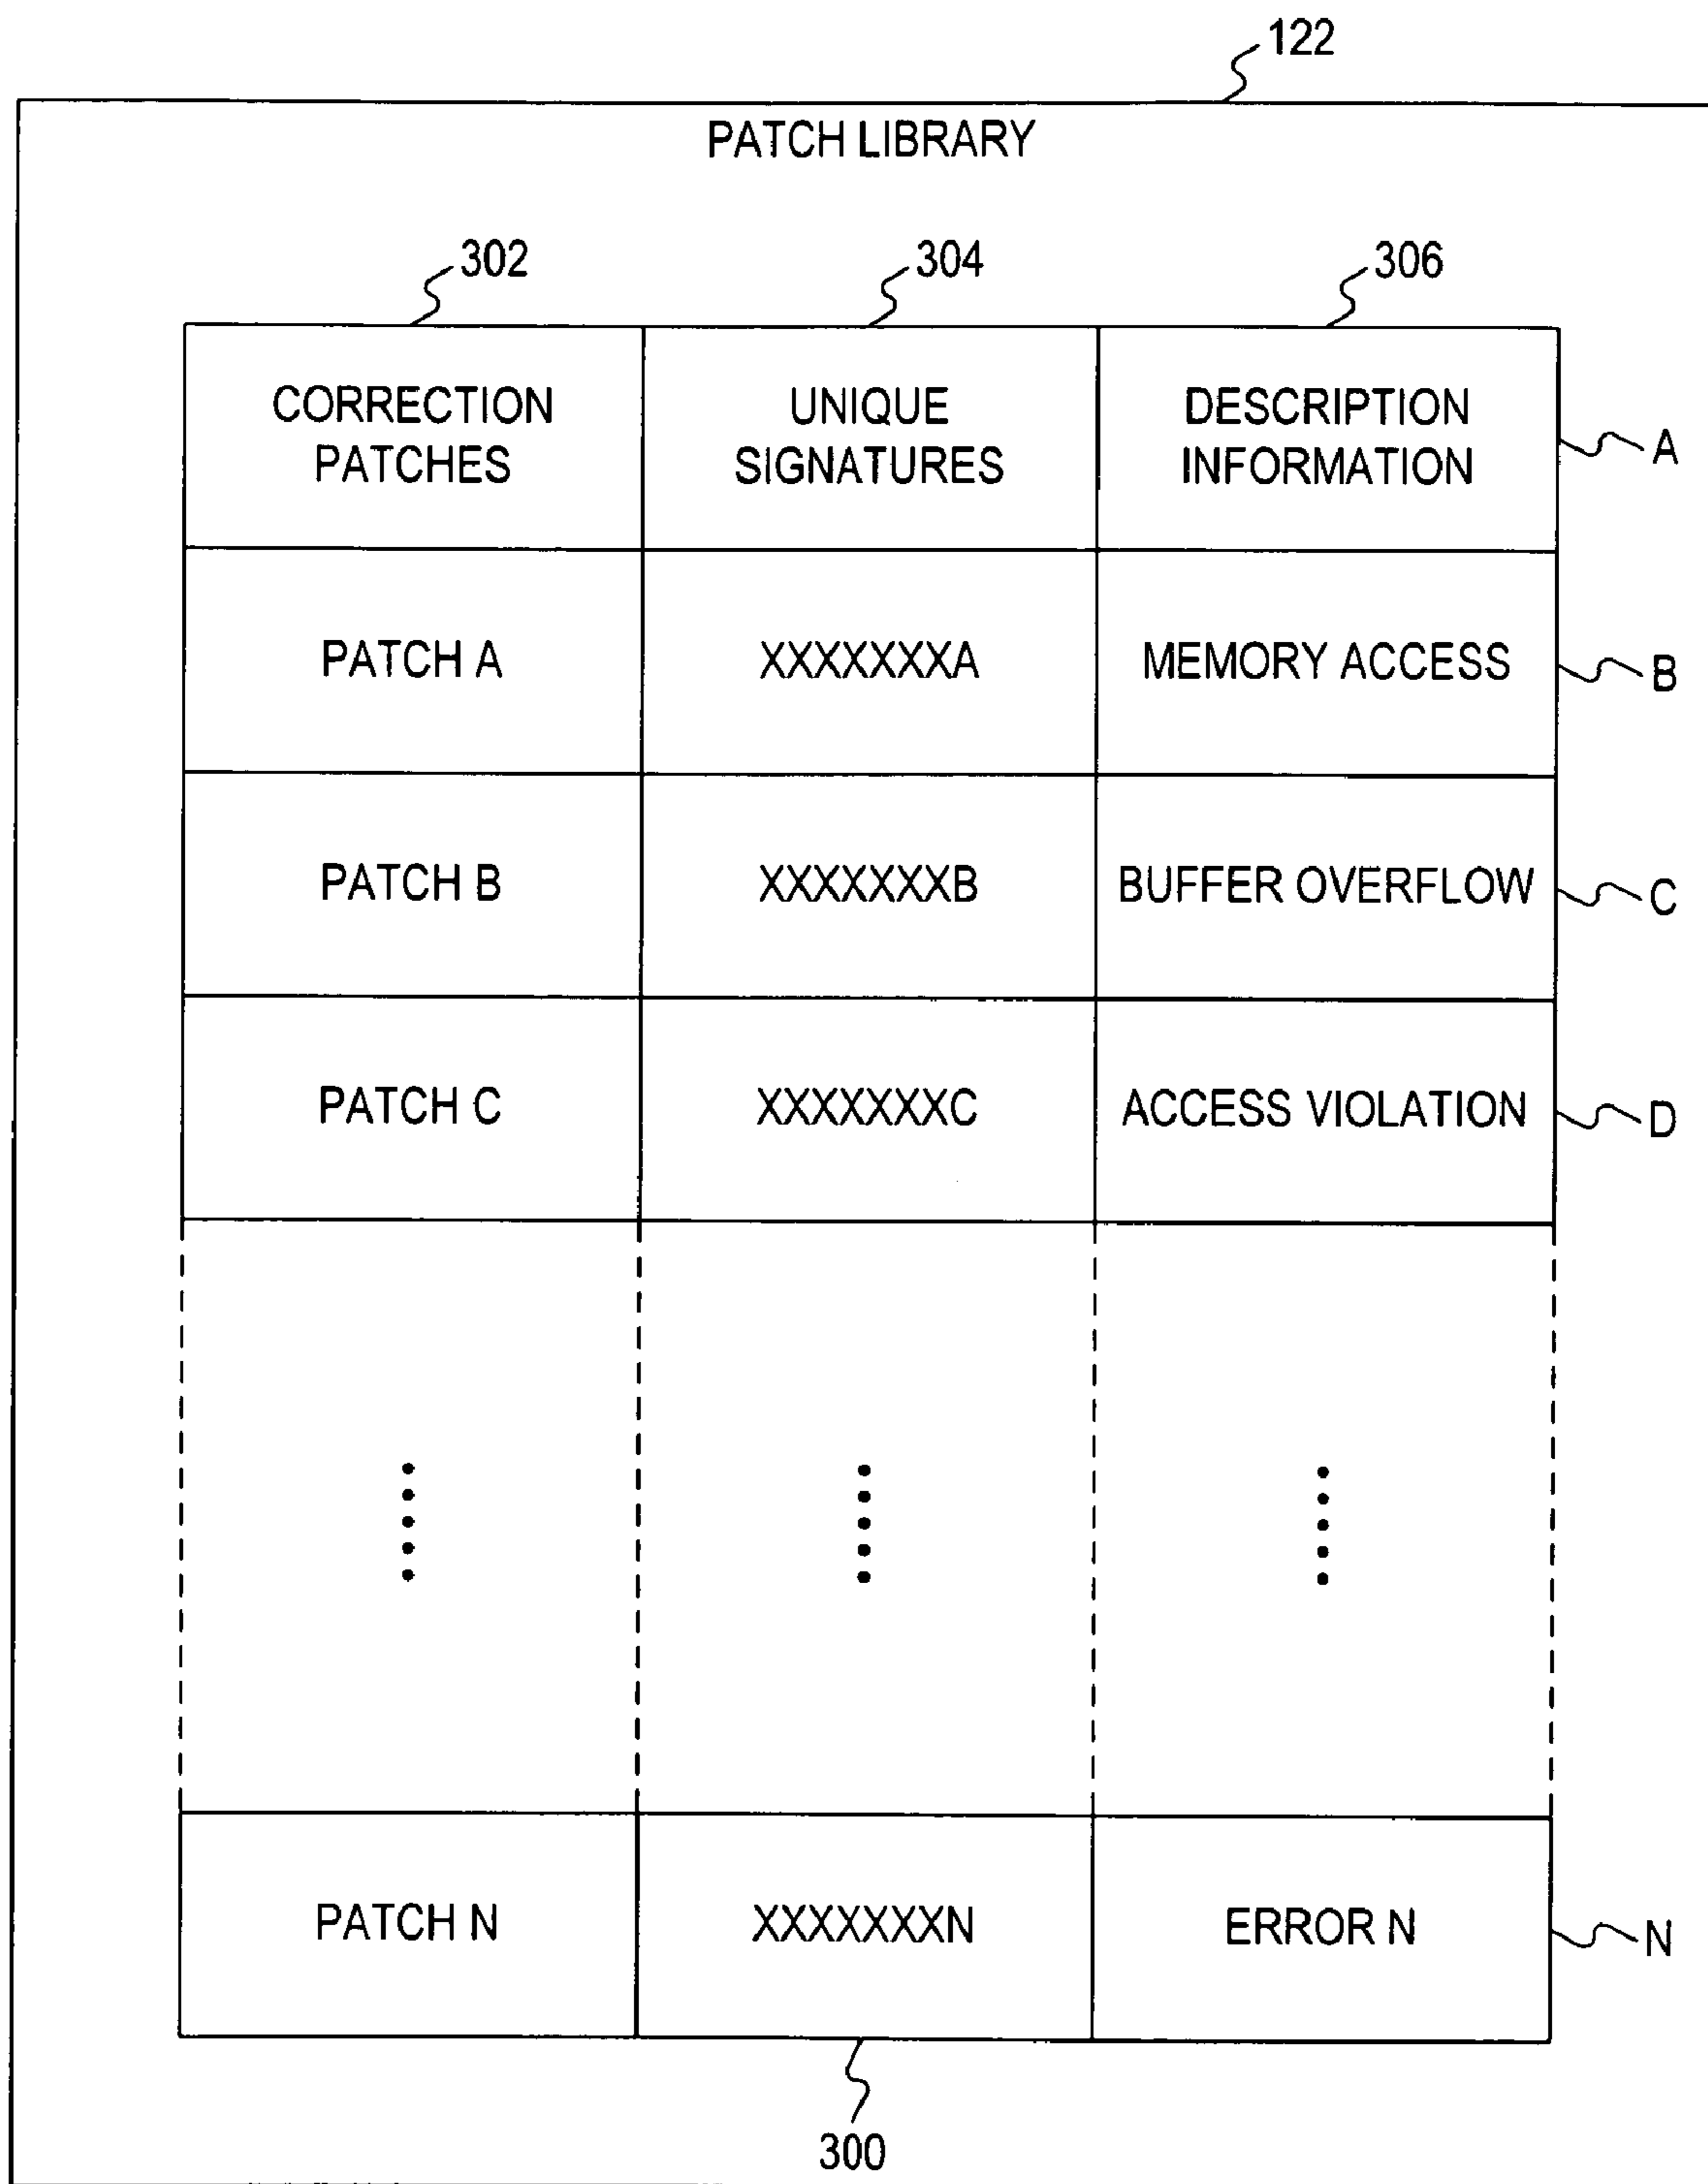 122
PATCH LIBRARY
302
304
306
CORRECTION
PATCHES
UNIQUE
SIGNATURES
DESCRIPTION
INFORMATION
A
PATCH A
XXXXXXXA
MEMORY ACCESS
B
PATCH B
XXXXXXXB
BUFFER OVERFLOW
C
PATCH C
XXXXXXXC
ACCESS VIOLATION
D
PATCH N
XXXXXXXN
ERROR N
N
300